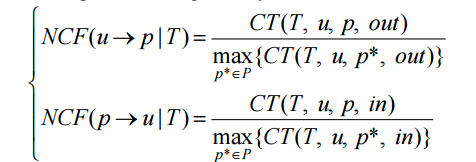 NCF(u → p | T) = CT(T, u, p, out) / max_{p*∈P}{CT(T, u, p*, out)}
NCF(p → u | T) = CT(T, u, p, in) / max_{p*∈P}{CT(T, u, p*, in)}